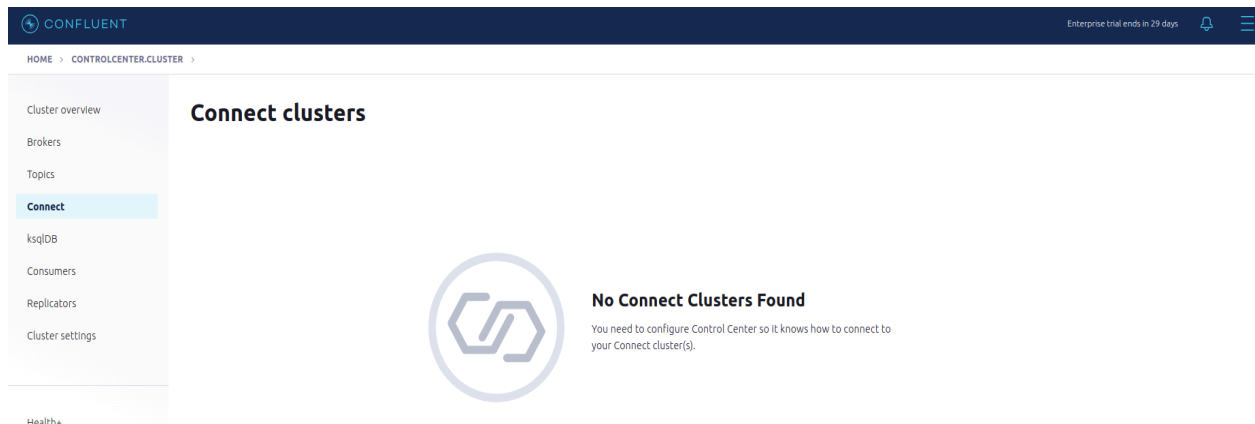 CONFLUENT
Enterprise trial ends in 29 days
HOME > CONTROLCENTER.CLUSTER >
Cluster overview
Brokers
Topics
Connect
ksqlDB
Consumers
Replicators
Cluster settings
Health+
Connect clusters
No Connect Clusters Found
You need to configure Control Center so it knows how to connect to
your Connect cluster(s).